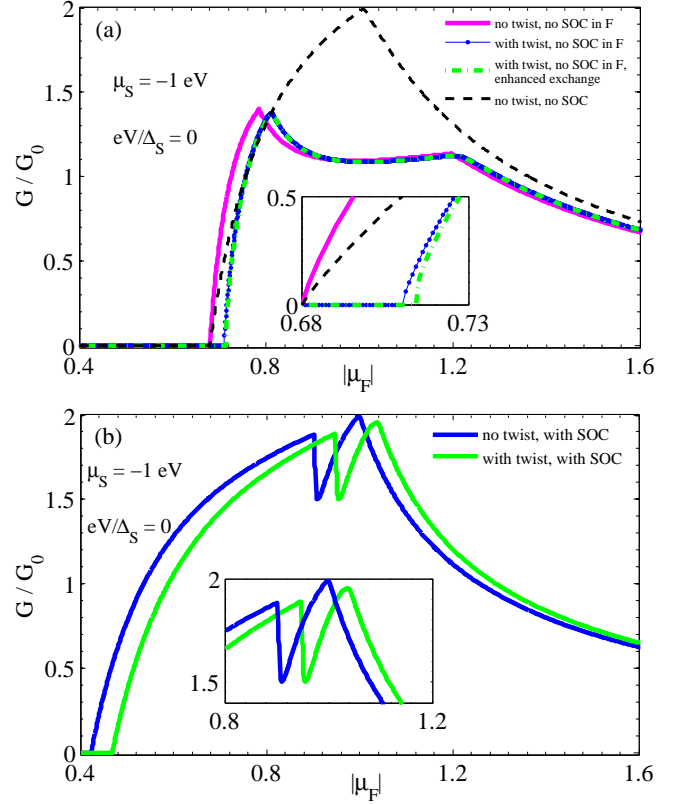 (a)
no twist, no SOC in F
with twist, no SOC in F
with twist, no SOC in F,
enhanced exchange
no twist, no SOC
μS = −1 eV
eV/ΔS = 0
G / G0
2
1.5
1
0.5
0
0.5
0
0.68
0.73
0.4
0.8
1.2
1.6
|μF|
(b)
no twist, with SOC
with twist, with SOC
μS = −1 eV
eV/ΔS = 0
G / G0
2
1.5
1
0.5
0
2
1.5
0.8
1.2
0.4
0.8
1.2
1.6
|μF|